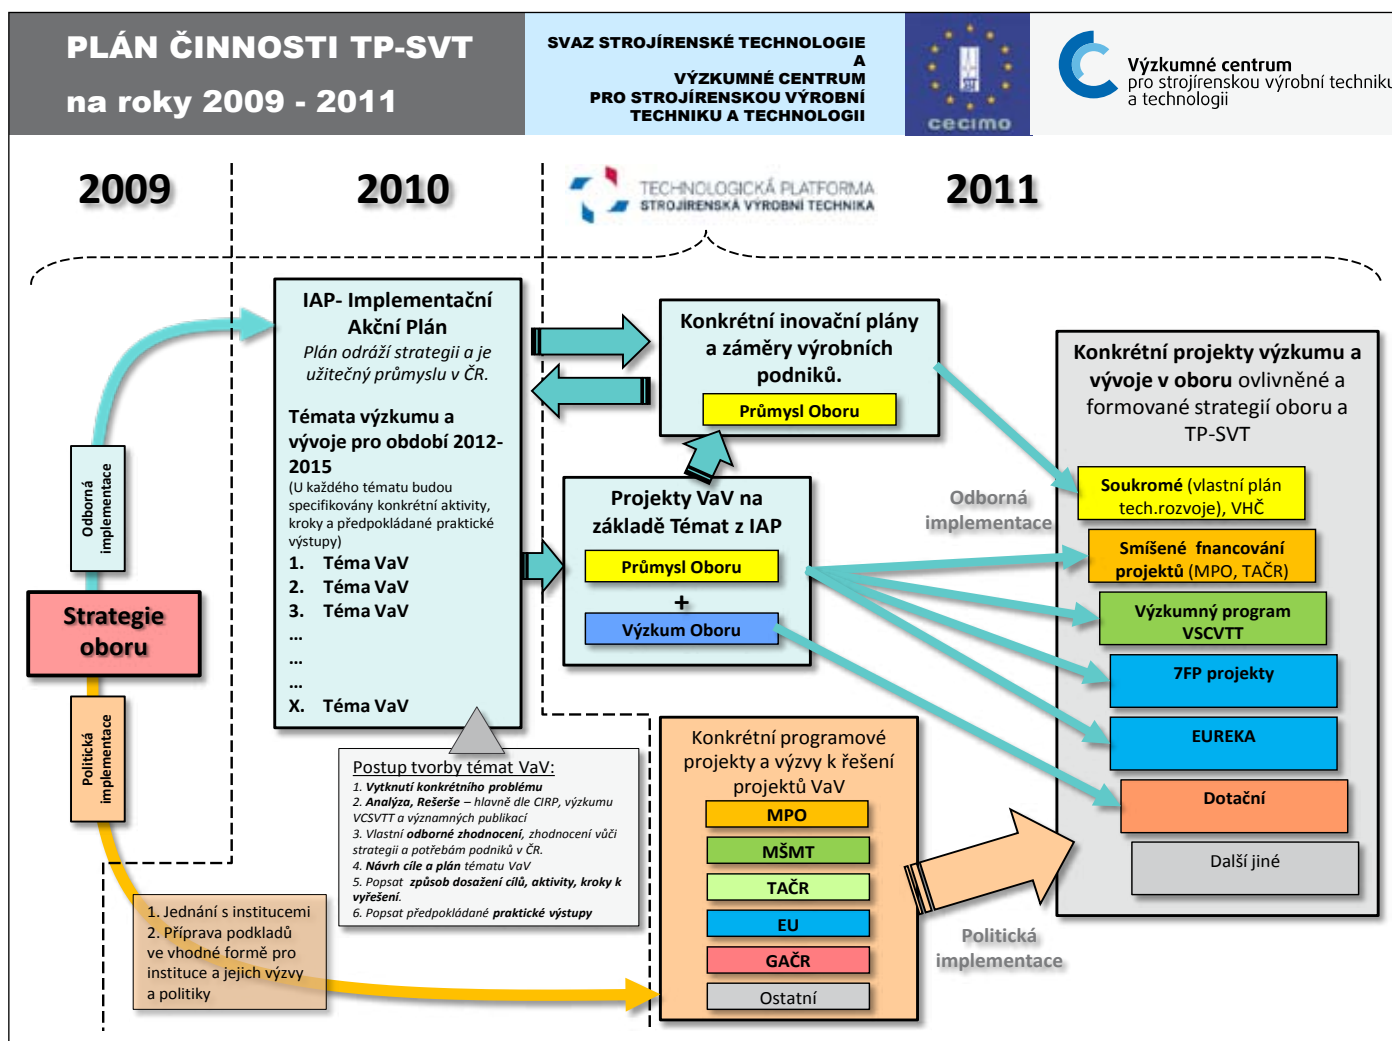 PLÁN ČINNOSTI TP-SVT
na roky 2009 - 2011
SVAZ STROJÍRENSKÉ TECHNOLOGIE
A
VÝZKUMNÉ CENTRUM
PRO STROJÍRENSKOU VÝROBNÍ
TECHNIKU A TECHNOLOGII
cecimo
Výzkumné centrum
pro strojírenskou výrobní techniku
a technologii
2009
2010
TECHNOLOGICKÁ PLATFORMA
STROJÍRENSKÁ VÝROBNÍ TECHNIKA
2011
Odborná
implementace
Strategie
oboru
Politická
implementace
1. Jednání s institucemi
2. Příprava podkladů
ve vhodné formě pro
instituce a jejich výzvy
a politiky
IAP- Implementační
Akční Plán
Plán odráží strategii a je
užitečný průmyslu v ČR.
Témata výzkumu a
vývoje pro období 2012-
2015
(U každého tématu budou
specifikovány konkrétní aktivity,
kroky a předpokládané praktické
výstupy)
1. Téma VaV
2. Téma VaV
3. Téma VaV
...
...
...
X. Téma VaV
Postup tvorby témat VaV:
1. Vytknutí konkrétního problému
2. Analýza, Rešerše – hlavně dle CIRP, výzkumu
VCSVTT a významných publikací
3. Vlastní odborné zhodnocení, zhodnocení vůči
strategii a potřebám podniků v ČR.
4. Návrh cíle a plán tématu VaV
5. Popsat způsob dosažení cílů, aktivity, kroky k
vyřešení.
6. Popsat předpokládané praktické výstupy
Konkrétní inovační plány
a záměry výrobních
podniků.
Průmysl Oboru
Projekty VaV na
základě Témat z IAP
Průmysl Oboru
+
Výzkum Oboru
Konkrétní programové
projekty a výzvy k řešení
projektů VaV
MPO
MŠMT
TAČR
EU
GAČR
Ostatní
Odborná
implementace
Politická
implementace
Konkrétní projekty výzkumu a
vývoje v oboru ovlivněné a
formované strategií oboru a
TP-SVT
Soukromé (vlastní plán
tech.rozvoje), VHČ
Smíšené fnancování
projektů (MPO, TAČR)
Výzkumný program
VSCVTT
7FP projekty
EUREKA
Dotační
Další jiné